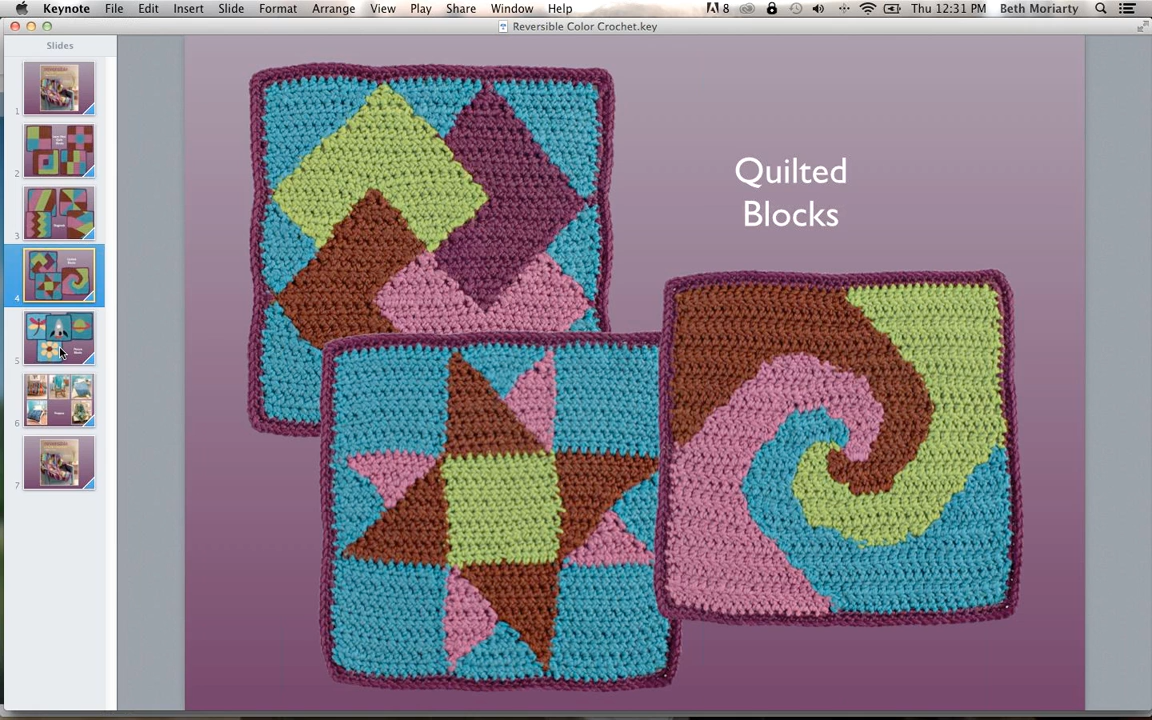 Keynote File Edit Insert Slide Format Arrange View Play Share Window Help 8 Thu 12:31 PM Beth Moriarty
Reversible Color Crochet.key
Slides
1
2
3
4
5
6
7
Quilted
Blocks